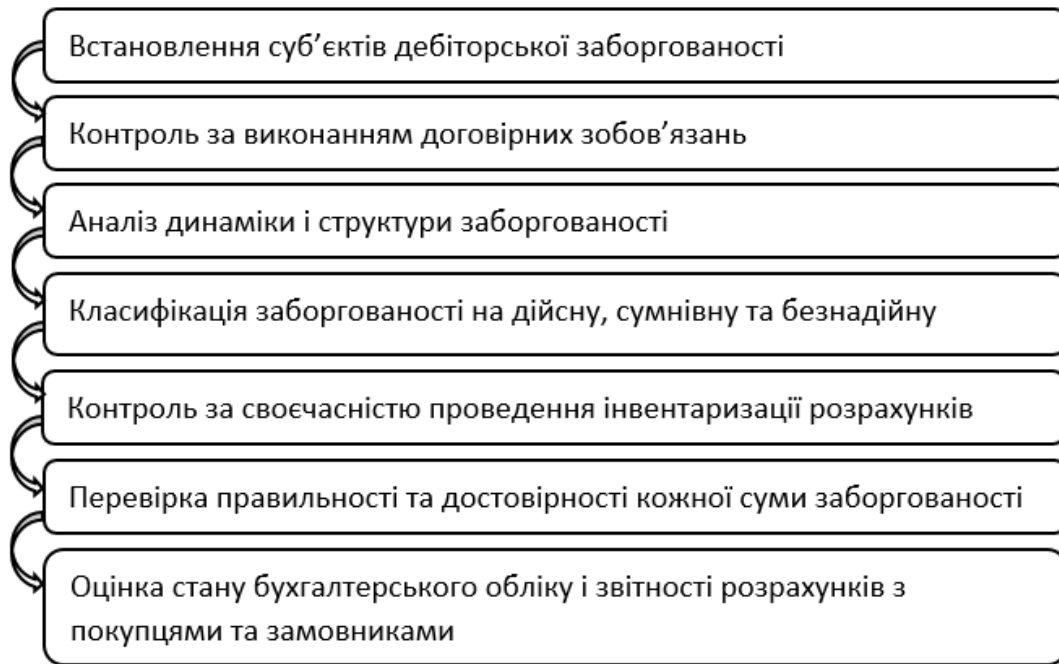 Встановлення суб’єктів дебіторської заборгованості
Контроль за виконанням договірних зобов’язань
Аналіз динаміки і структури заборгованості
Класифікація заборгованості на дійсну, сумнівну та безнадійну
Контроль за своєчасністю проведення інвентаризації розрахунків
Перевірка правильності та достовірності кожної суми заборгованості
Оцінка стану бухгалтерського обліку і звітності розрахунків з
покупцями та замовниками